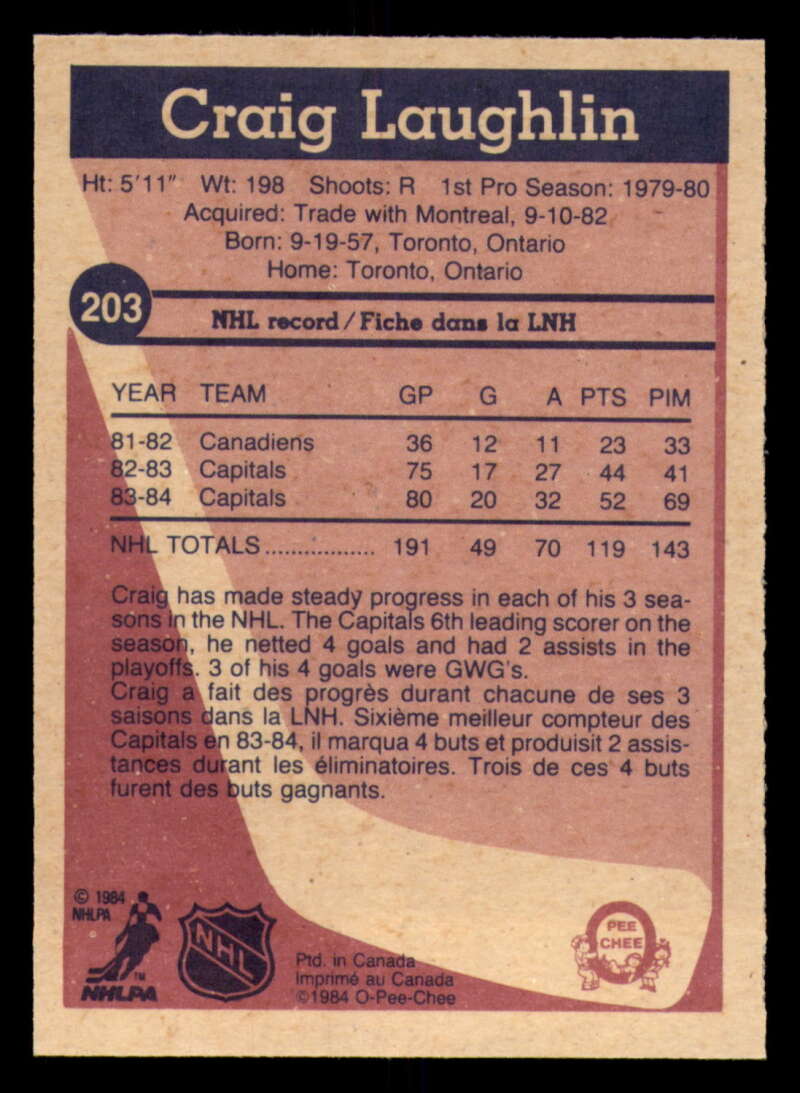 Craig Laughlin
Ht: 5'11" Wt: 198 Shoots: R 1st Pro Season: 1979-80
Acquired: Trade with Montreal, 9-10-82
Born: 9-19-57, Toronto, Ontario
Home: Toronto, Ontario
203
NHL record/Fiche dans la LNH
YEAR TEAM GP G A PTS PIM
81-82 Canadiens 36 12 11 23 33
82-83 Capitals 75 17 27 44 41
83-84 Capitals 80 20 32 52 69
NHL TOTALS................. 191 49 70 119 143
Craig has made steady progress in each of his 3 sea-
sons in the NHL. The Capitals 6th leading scorer on the
season, he netted 4 goals and had 2 assists in the
playoffs. 3 of his 4 goals were GWG's.
Craig a fait des progrès durant chacune de ses 3
saisons dans la LNH. Sixième meilleur compteur des
Capitals en 83-84, il marqua 4 buts et produisit 2 assis-
tances durant les éliminatoires. Trois de ces 4 buts
furent des buts gagnants.
© 1984
NHLPA
TM
NHLPA
NHL
Ptd. in Canada
Imprimé au Canada
©1984 O-Pee-Chee
PEE
CHEE